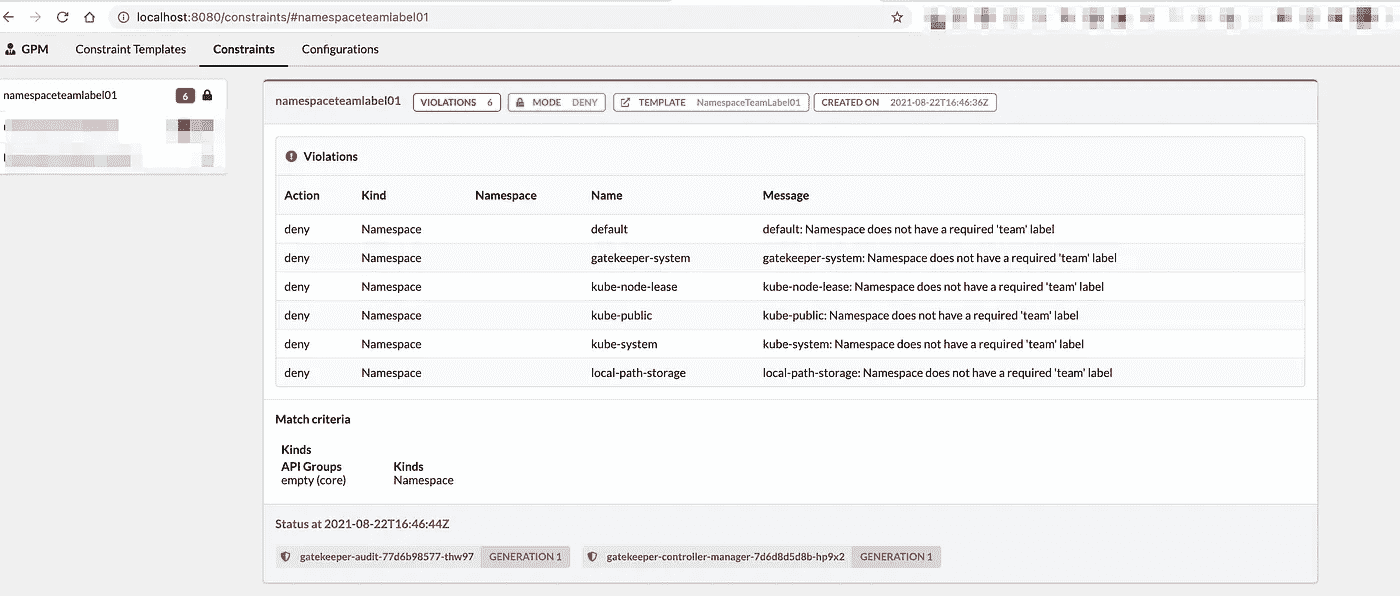 localhost:8080/constraints/#namespaceteamlabel01
GPM Constraint Templates Constraints Configurations
namespaceteamlabel01 6
namespaceteamlabel01 VIOLATIONS 6 MODE DENY TEMPLATE NamespaceTeamLabel01 CREATED ON 2021-08-22T16:46:36Z
Violations
Action Kind Namespace Name Message
deny Namespace default default: Namespace does not have a required 'team' label
deny Namespace gatekeeper-system gatekeeper-system: Namespace does not have a required 'team' label
deny Namespace kube-node-lease kube-node-lease: Namespace does not have a required 'team' label
deny Namespace kube-public kube-public: Namespace does not have a required 'team' label
deny Namespace kube-system kube-system: Namespace does not have a required 'team' label
deny Namespace local-path-storage local-path-storage: Namespace does not have a required 'team' label
Match criteria
Kinds
API Groups Kinds
empty (core) Namespace
Status at 2021-08-22T16:46:44Z
gatekeeper-audit-77d6b98577-thw97 GENERATION 1 gatekeeper-controller-manager-7d6d8d5d8b-hp9x2 GENERATION 1